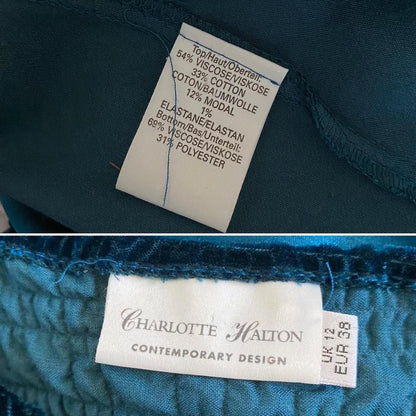 Top/Haut/Oberteil:
54% VISCOSE/VISKOSE
33% COTTON
COTTON/BAUMWOLLE
12% MODAL
1%
ELASTANE/ELASTAN
Bottom/Bas/Unterteil:
69% VISCOSE/VISKOSE
31% POLYESTER
CHARLOTTE HALTON
CONTEMPORARY DESIGN
UK 12
EUR 38